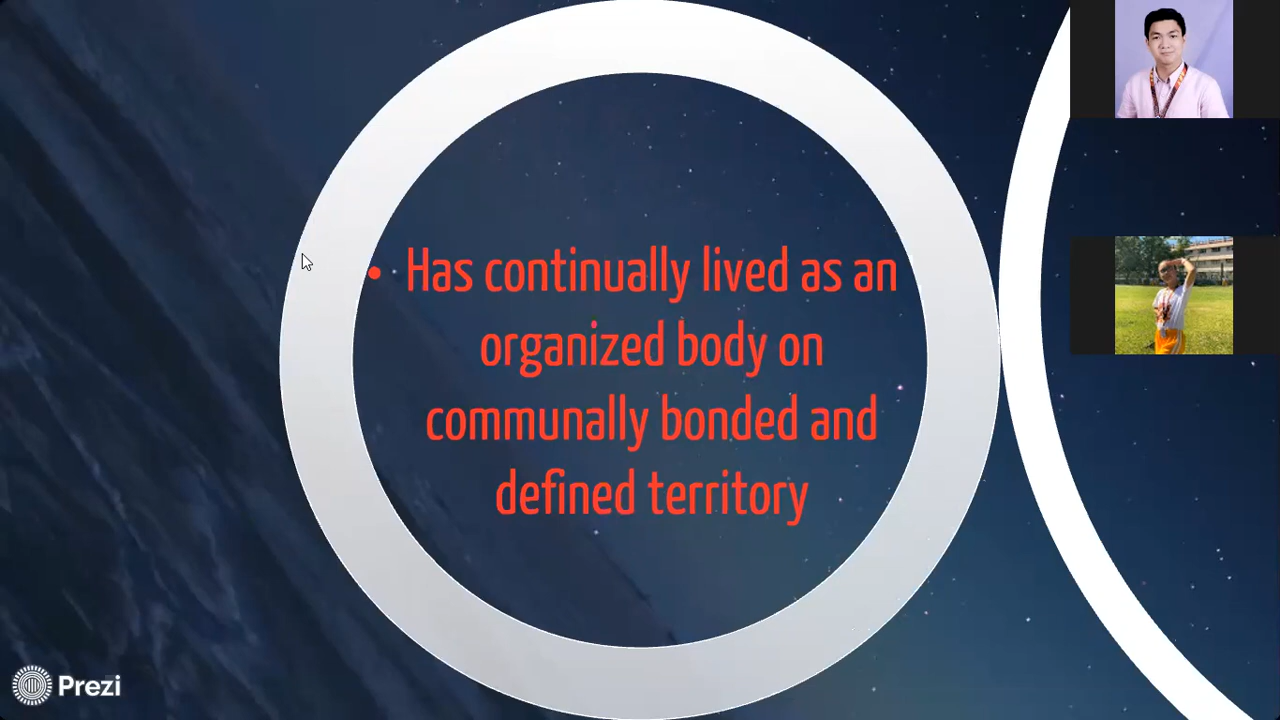 • Has continually lived as an
organized body on
communally bonded and
defined territory
Prezi